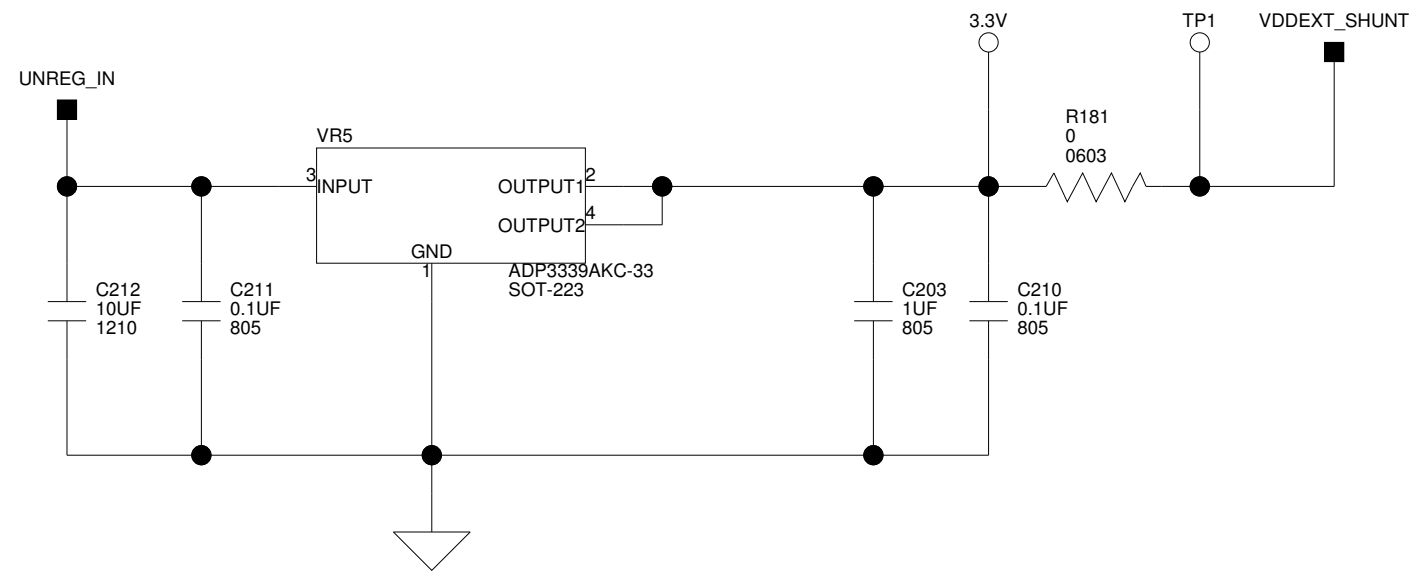 3.3V
TP1
VDDEXT_SHUNT
UNREG_IN
R181
0
0603
VR5
3
INPUT
OUTPUT1
2
OUTPUT2
4
GND
1
ADP3339AKC-33
SOT-223
C212
10UF
1210
C211
0.1UF
805
C203
1UF
805
C210
0.1UF
805